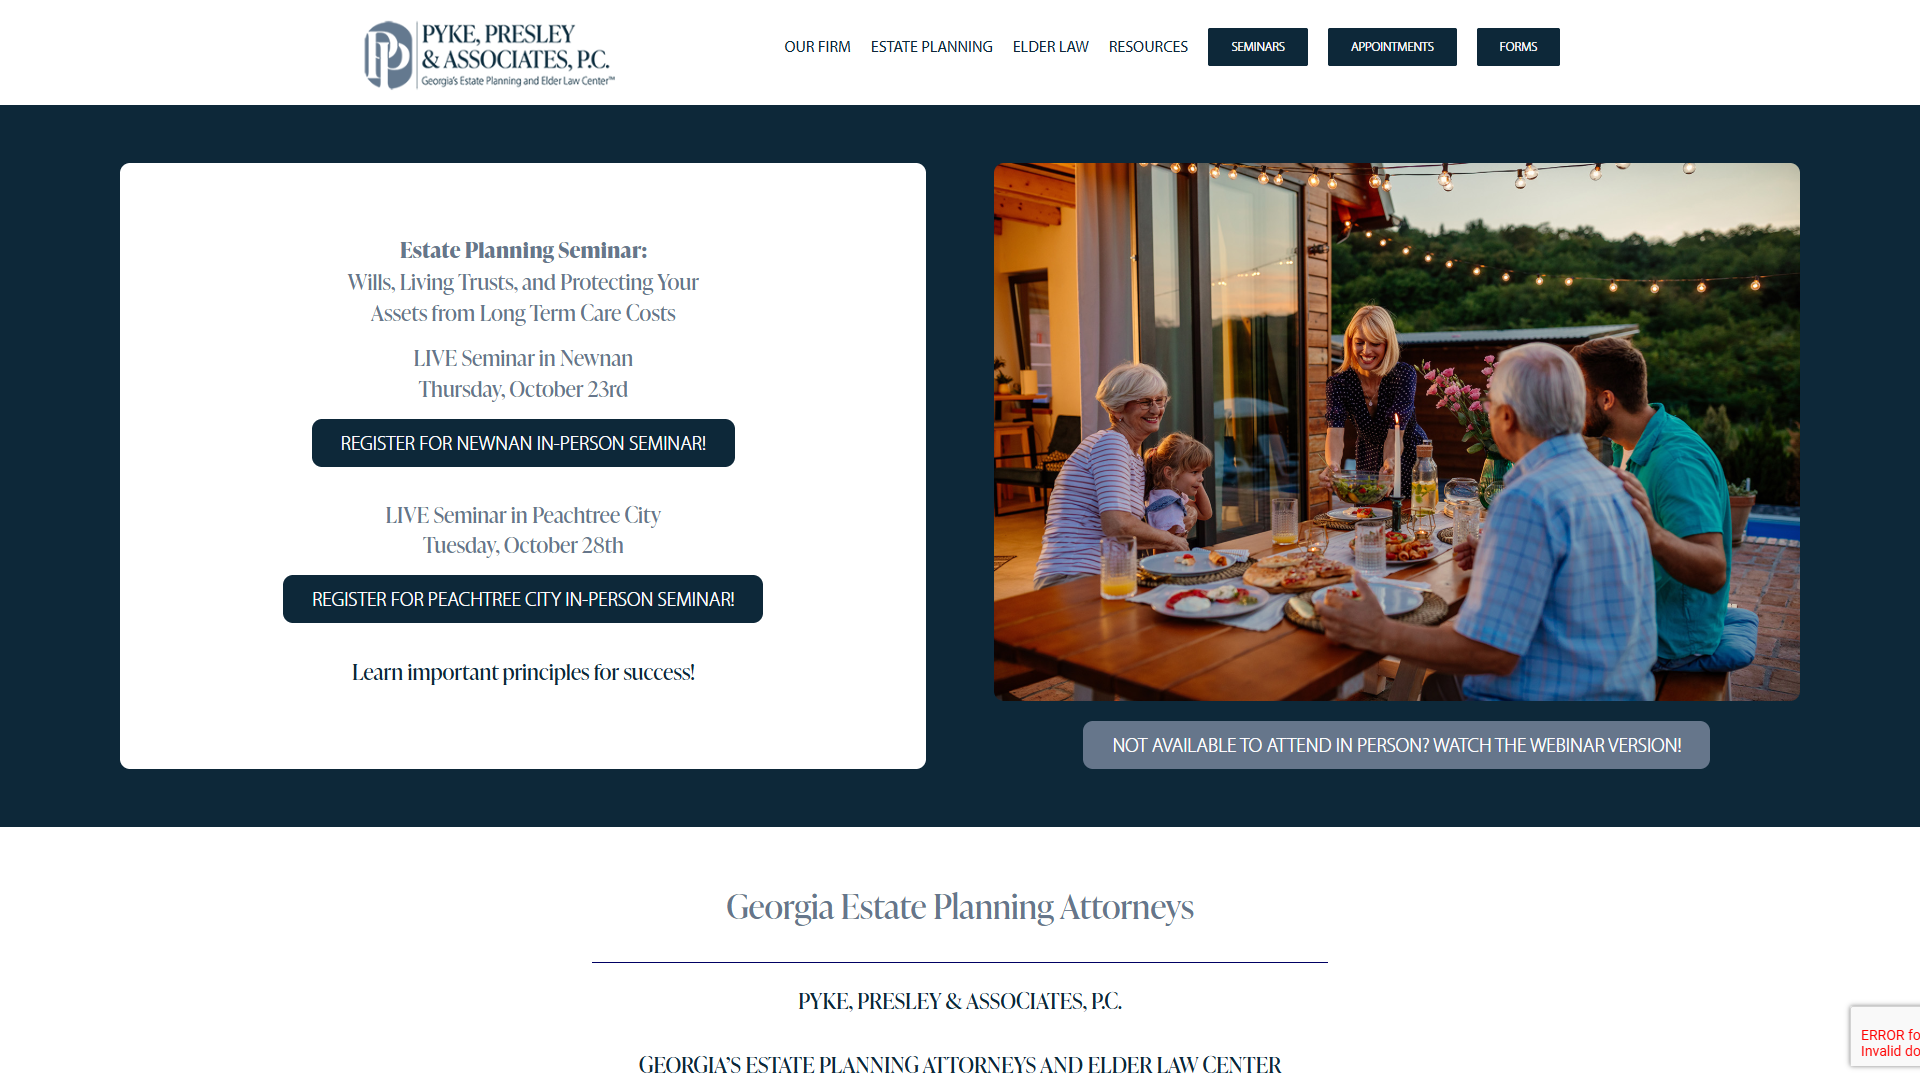 PYKE, PRESLEY
& ASSOCIATES, P.C.
Georgia's Estate Planning and Elder Law Center™
OUR FIRM
ESTATE PLANNING
ELDER LAW
RESOURCES
SEMINARS
APPOINTMENTS
FORMS
Estate Planning Seminar:
Wills, Living Trusts, and Protecting Your
Assets from Long Term Care Costs
LIVE Seminar in Newnan
Thursday, October 23rd
REGISTER FOR NEWNAN IN-PERSON SEMINAR!
LIVE Seminar in Peachtree City
Tuesday, October 28th
REGISTER FOR PEACHTREE CITY IN-PERSON SEMINAR!
Learn important principles for success!
NOT AVAILABLE TO ATTEND IN PERSON? WATCH THE WEBINAR VERSION!
Georgia Estate Planning Attorneys
PYKE, PRESLEY & ASSOCIATES, P.C.
GEORGIA'S ESTATE PLANNING ATTORNEYS AND ELDER LAW CENTER
ERROR fo
Invalid do